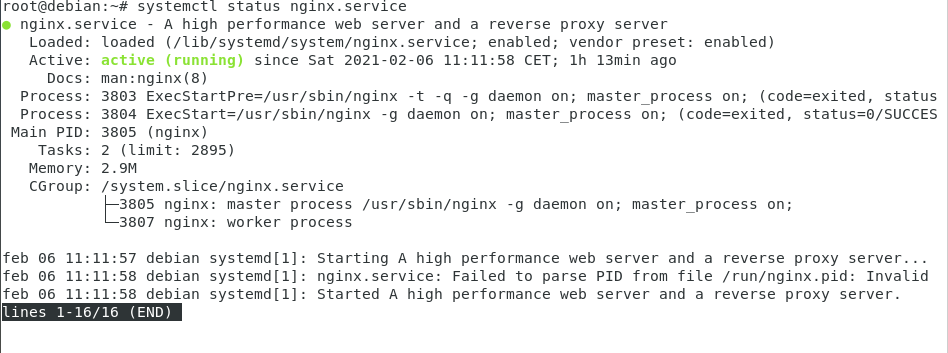 root@debian:~# systemctl status nginx.service
● nginx.service - A high performance web server and a reverse proxy server
   Loaded: loaded (/lib/systemd/system/nginx.service; enabled; vendor preset: enabled)
   Active: active (running) since Sat 2021-02-06 11:11:58 CET; 1h 13min ago
     Docs: man:nginx(8)
  Process: 3803 ExecStartPre=/usr/sbin/nginx -t -q -g daemon on; master_process on; (code=exited, status
  Process: 3804 ExecStart=/usr/sbin/nginx -g daemon on; master_process on; (code=exited, status=0/SUCCES
 Main PID: 3805 (nginx)
    Tasks: 2 (limit: 2895)
   Memory: 2.9M
   CGroup: /system.slice/nginx.service
           ├─3805 nginx: master process /usr/sbin/nginx -g daemon on; master_process on;
           └─3807 nginx: worker process

feb 06 11:11:57 debian systemd[1]: Starting A high performance web server and a reverse proxy server...
feb 06 11:11:58 debian systemd[1]: nginx.service: Failed to parse PID from file /run/nginx.pid: Invalid
feb 06 11:11:58 debian systemd[1]: Started A high performance web server and a reverse proxy server.
lines 1-16/16 (END)